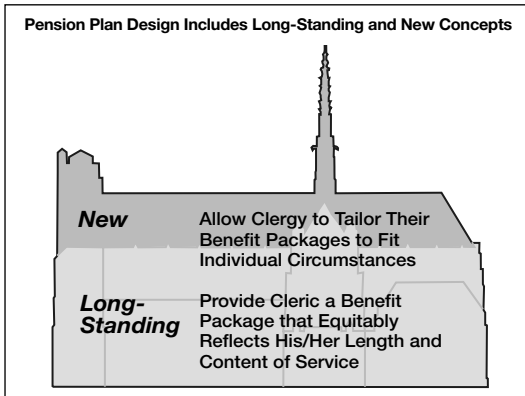 Pension Plan Design Includes Long-Standing and New Concepts
New
Allow Clergy to Tailor Their
Benefit Packages to Fit
Individual Circumstances
Long-
Standing
Provide Cleric a Benefit
Package that Equitably
Reflects His/Her Length and
Content of Service